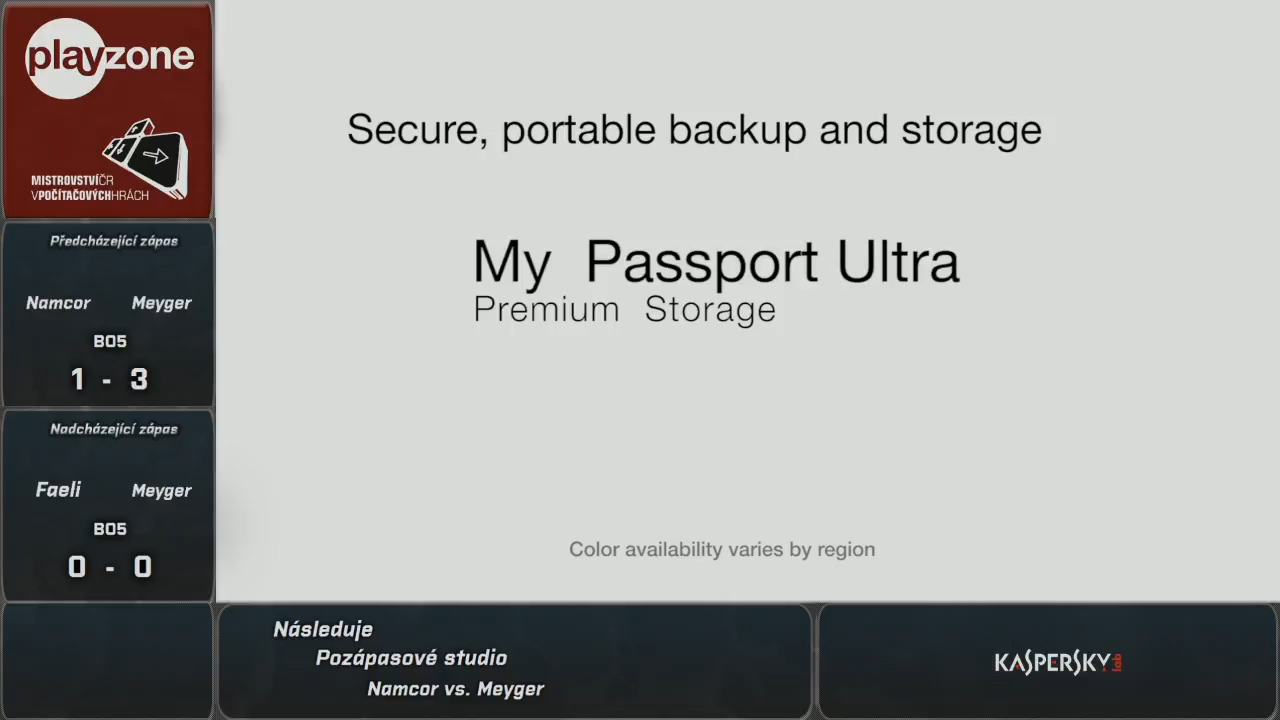 playzone
MISTROVSTVÍČR
VPOČÍTAČOVÝCHHRÁCH
Předcházející zápas
Namcor Meyger
BO5
1 - 3
Nadcházející zápas
Faeli Meyger
BO5
0 - 0
Secure, portable backup and storage
My Passport Ultra
Premium Storage
Color availability varies by region
Následuje
Pozápasové studio
Namcor vs. Meyger
KASPERSKY lab